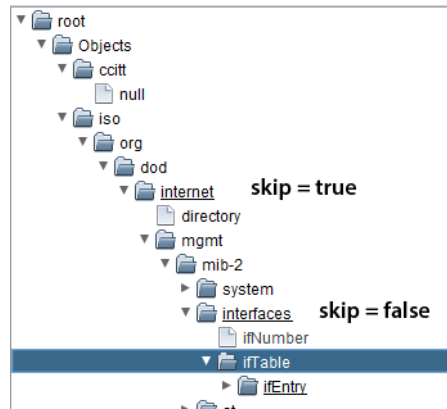 root
Objects
ccitt
null
iso
org
dod
internet skip = true
directory
mgmt
mib-2
system
interfaces skip = false
ifNumber
ifTable
ifEntry